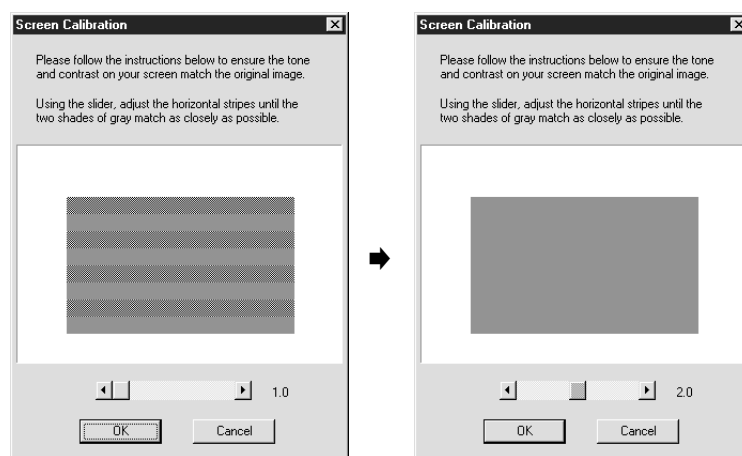 Screen Calibration
Please follow the instructions below to ensure the tone
and contrast on your screen match the original image.
Using the slider, adjust the horizontal stripes until the
two shades of gray match as closely as possible.
1.0
OK
Cancel
Screen Calibration
Please follow the instructions below to ensure the tone
and contrast on your screen match the original image.
Using the slider, adjust the horizontal stripes until the
two shades of gray match as closely as possible.
2.0
OK
Cancel